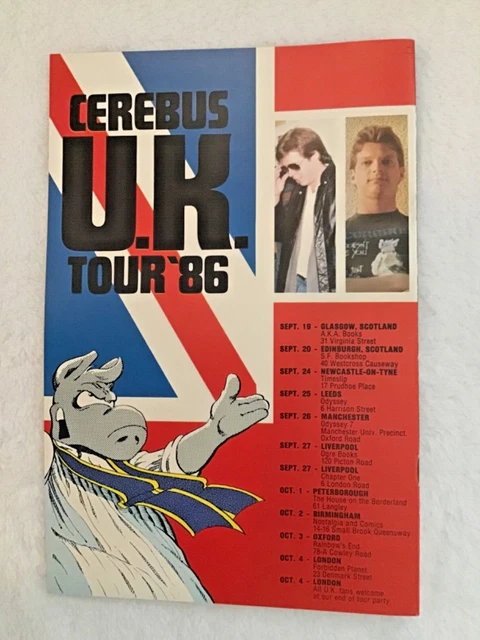 CEREBUS
U.K.
TOUR '86
SEPT. 19 - GLASGOW, SCOTLAND
A.K.A. Books
31 Virginia Street
SEPT. 20 - EDINBURGH, SCOTLAND
S.F. Bookshop
40 Westcross Causeway
SEPT. 24 - NEWCASTLE-ON-TYNE
Timeslip
17 Prudhoe Place
SEPT. 25 - LEEDS
Odyssey
6 Harrison Street
SEPT. 26 - MANCHESTER
Odyssey 7
Manchester Univ. Precinct
Oxford Road
SEPT. 27 - LIVERPOOL
Ogre Books
120 Picton Road
SEPT. 27 - LIVERPOOL
Chapter One
6 London Road
OCT. 1 - PETERBOROUGH
The House on the Borderland
61 Langley
OCT. 2 - BIRMINGHAM
Nostalgia and Comics
14-16 Small Brook Queensway
OCT. 3 - OXFORD
Rainbow's End
78-A Cowley Road
OCT. 4 - LONDON
Forbidden Planet
23 Denmark Street
OCT. 4 - LONDON
All U.K. fans welcome
at our end of tour party